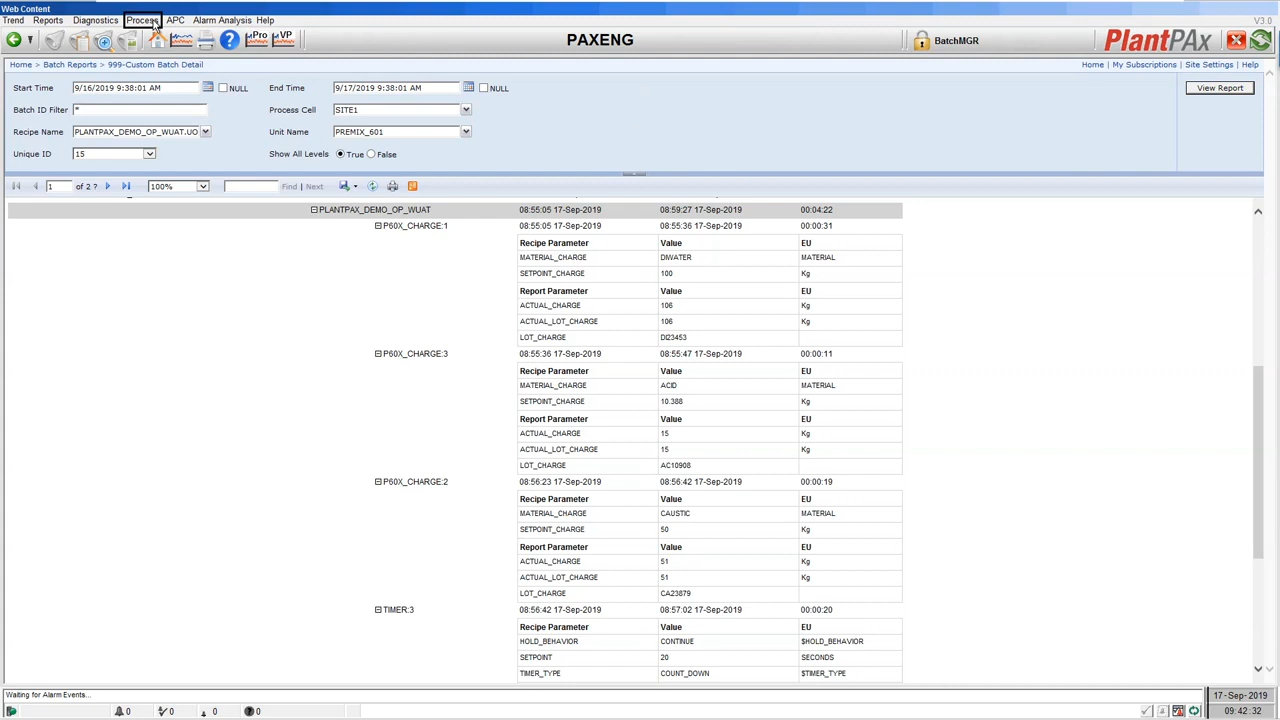 Web Content
Trend Reports Diagnostics Process APC Alarm Analysis Help
V3.0
Pro VP PAXENG BatchMGR PlantPAx
Home > Batch Reports > 999-Custom Batch Detail Home | My Subscriptions | Site Settings | Help
Start Time 9/16/2019 9:38:01 AM NULL End Time 9/17/2019 9:38:01 AM NULL View Report
Batch ID Filter * Process Cell SITE1
Recipe Name PLANTPAX_DEMO_OP_WUAT.UO Unit Name PREMIX_601
Unique ID 15 Show All Levels True False
1 of 2 ? 100% Find | Next
PLANTPAX_DEMO_OP_WUAT 08:55:05 17-Sep-2019 08:59:27 17-Sep-2019 00:04:22
P60X_CHARGE:1 08:55:05 17-Sep-2019 08:55:36 17-Sep-2019 00:00:31
Recipe Parameter Value EU
MATERIAL_CHARGE DIWATER MATERIAL
SETPOINT_CHARGE 100 Kg
Report Parameter Value EU
ACTUAL_CHARGE 106 Kg
ACTUAL_LOT_CHARGE 106 Kg
LOT_CHARGE DI23453
P60X_CHARGE:3 08:55:36 17-Sep-2019 08:55:47 17-Sep-2019 00:00:11
Recipe Parameter Value EU
MATERIAL_CHARGE ACID MATERIAL
SETPOINT_CHARGE 10.388 Kg
Report Parameter Value EU
ACTUAL_CHARGE 15 Kg
ACTUAL_LOT_CHARGE 15 Kg
LOT_CHARGE AC10908
P60X_CHARGE:2 08:56:23 17-Sep-2019 08:56:42 17-Sep-2019 00:00:19
Recipe Parameter Value EU
MATERIAL_CHARGE CAUSTIC MATERIAL
SETPOINT_CHARGE 50 Kg
Report Parameter Value EU
ACTUAL_CHARGE 51 Kg
ACTUAL_LOT_CHARGE 51 Kg
LOT_CHARGE CA23879
TIMER:3 08:56:42 17-Sep-2019 08:57:02 17-Sep-2019 00:00:20
Recipe Parameter Value EU
HOLD_BEHAVIOR CONTINUE $HOLD_BEHAVIOR
SETPOINT 20 SECONDS
TIMER_TYPE COUNT_DOWN $TIMER_TYPE
Waiting for Alarm Events... 17-Sep-2019
0 0 0 0 09:42:32